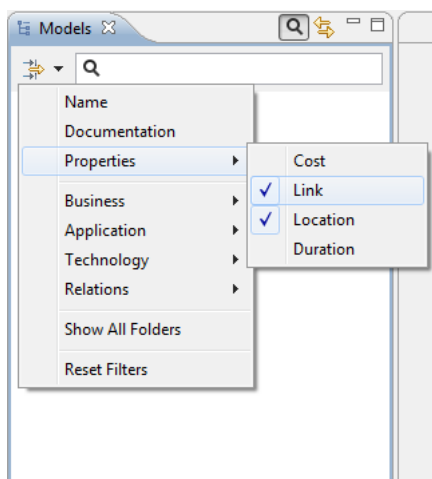 Models
Name
Documentation
Properties
Cost
Link
Location
Duration
Business
Application
Technology
Relations
Show All Folders
Reset Filters